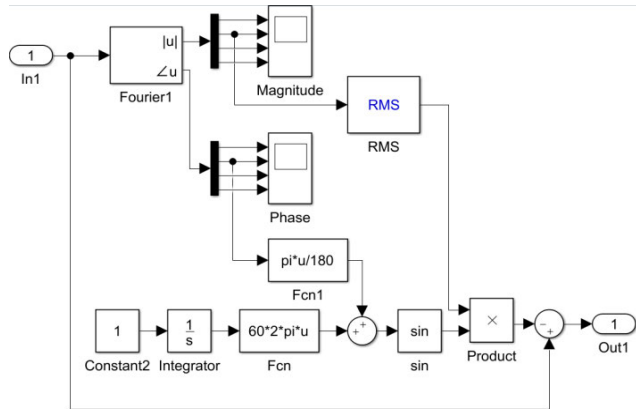 1
In1
|u|
∠u
Fourier1
Magnitude
RMS
RMS
Phase
pi*u/180
Fcn1
1
Constant2
1
s
Integrator
60*2*pi*u
Fcn
+
+
sin
sin
×
Product
−
+
1
Out1